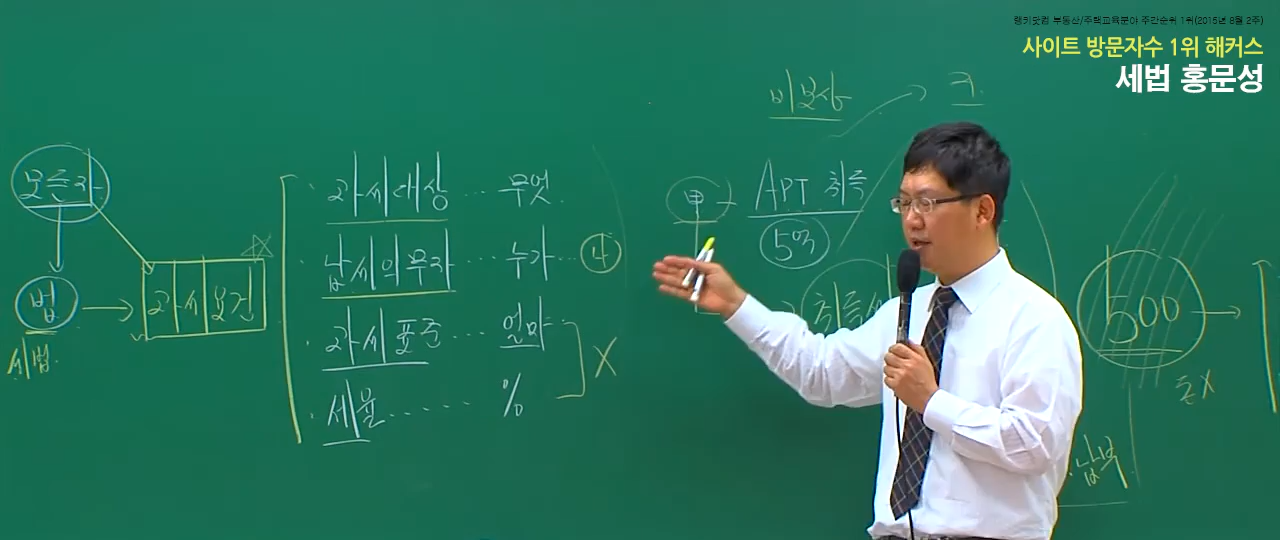 랭키닷컴 부동산/주택교육분야 주간순위 1위(2015년 8월 2주)
사이트 방문자수 1위 해커스
세법 홍문성
비보상
모든자
법
세법
과세요건
과세대상 … 무엇
납세의무자 … 누가 … ④
과세표준 … 얼마
세율 …… %
X
甲
APT 취득
5억
500
돈X
납부